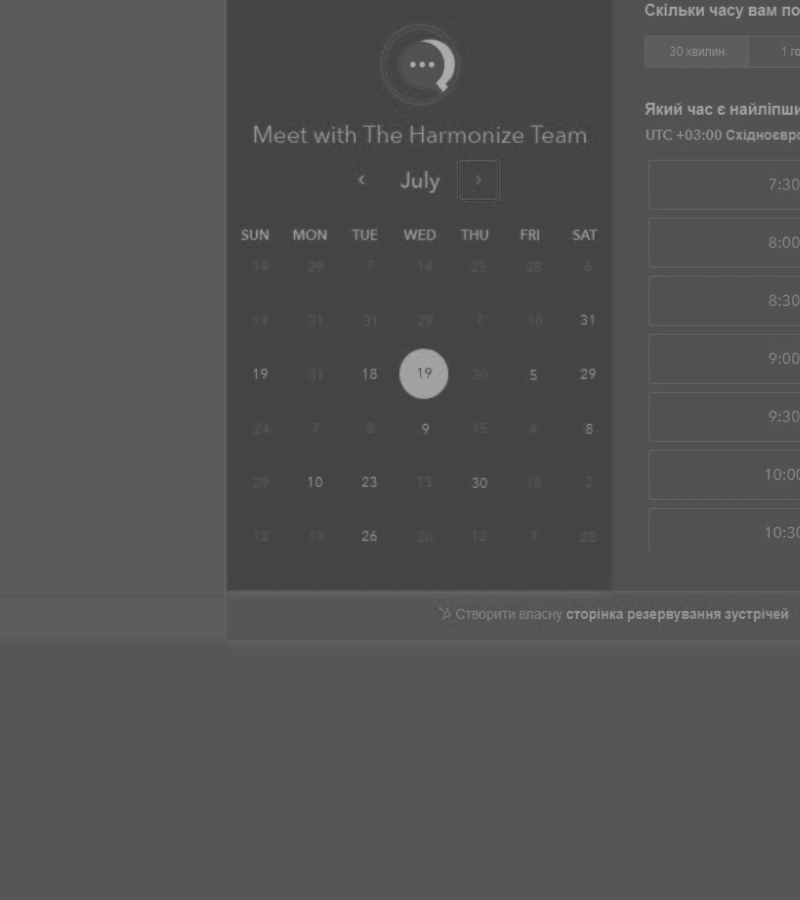 Meet with The Harmonize Team
July
SUN MON TUE WED THU FRI SAT
14 29 7 14 25 28 6
19 31 31 29 7 10 31
19 31 18 19 30 5 29
24 7 8 9 15 4 8
29 10 23 13 30 18 2
12 17 26 20 12 7 28
Скільки часу вам по
30 хвилин 1 го
Який час є найліпши
UTC +03:00 Східноєвро
7:30
8:00
8:30
9:00
9:30
10:00
10:30
Створити власну сторінка резервування зустрічей